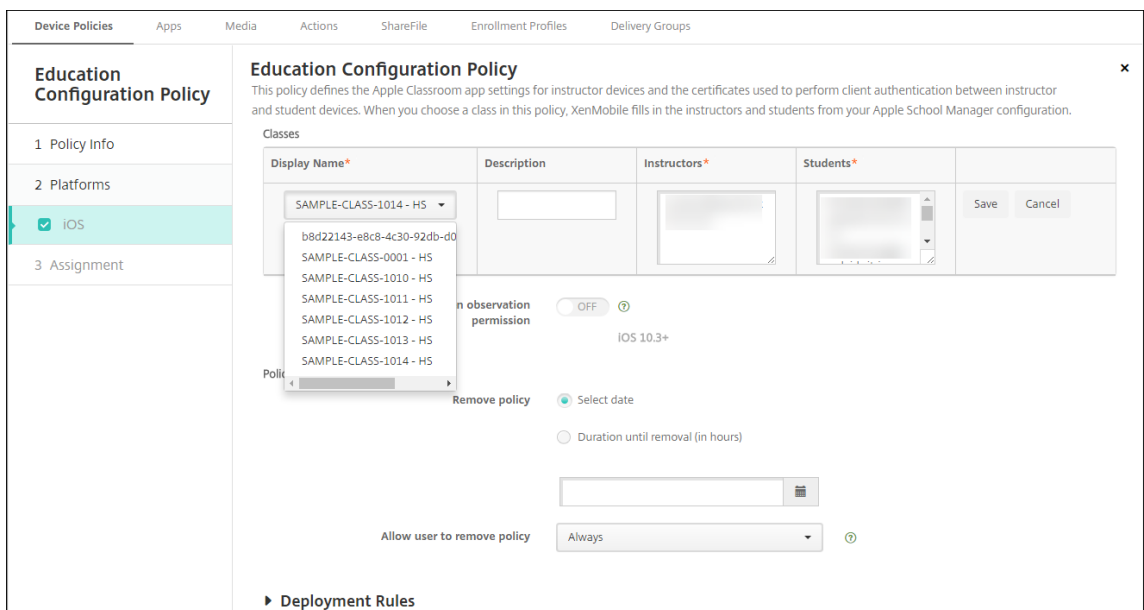 Device Policies Apps Media Actions ShareFile Enrollment Profiles Delivery Groups
Education
Configuration Policy
1 Policy Info
2 Platforms
iOS
3 Assignment
Education Configuration Policy
This policy defines the Apple Classroom app settings for instructor devices and the certificates used to perform client authentication between instructor
and student devices. When you choose a class in this policy, XenMobile fills in the instructors and students from your Apple School Manager configuration.
Classes
Display Name* Description Instructors* Students*
SAMPLE-CLASS-1014 - HS Save Cancel
b8d22143-e8c8-4c30-92db-d0
SAMPLE-CLASS-0001 - HS
SAMPLE-CLASS-1010 - HS
SAMPLE-CLASS-1011 - HS
SAMPLE-CLASS-1012 - HS
SAMPLE-CLASS-1013 - HS
SAMPLE-CLASS-1014 - HS
observation
permission
OFF
iOS 10.3+
Remove policy Select date
Duration until removal (in hours)
Allow user to remove policy Always
Deployment Rules